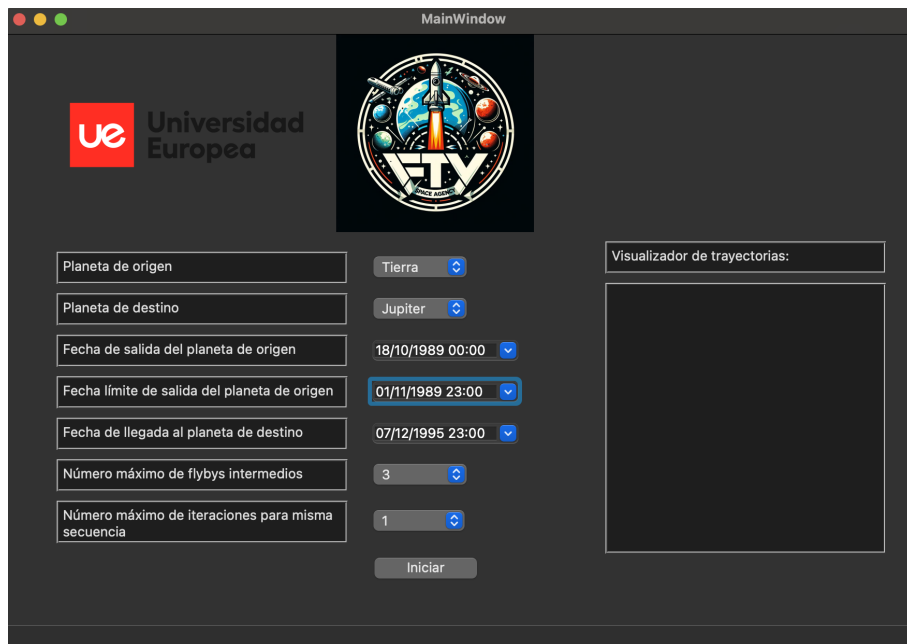 MainWindow
ue Universidad
Europea
FTY
SPACE AGENCY
Planeta de origen
Tierra
Visualizador de trayectorias:
Planeta de destino
Jupiter
Fecha de salida del planeta de origen
18/10/1989 00:00
Fecha límite de salida del planeta de origen
01/11/1989 23:00
Fecha de llegada al planeta de destino
07/12/1995 23:00
Número máximo de flybys intermedios
3
Número máximo de iteraciones para misma
secuencia
1
Iniciar